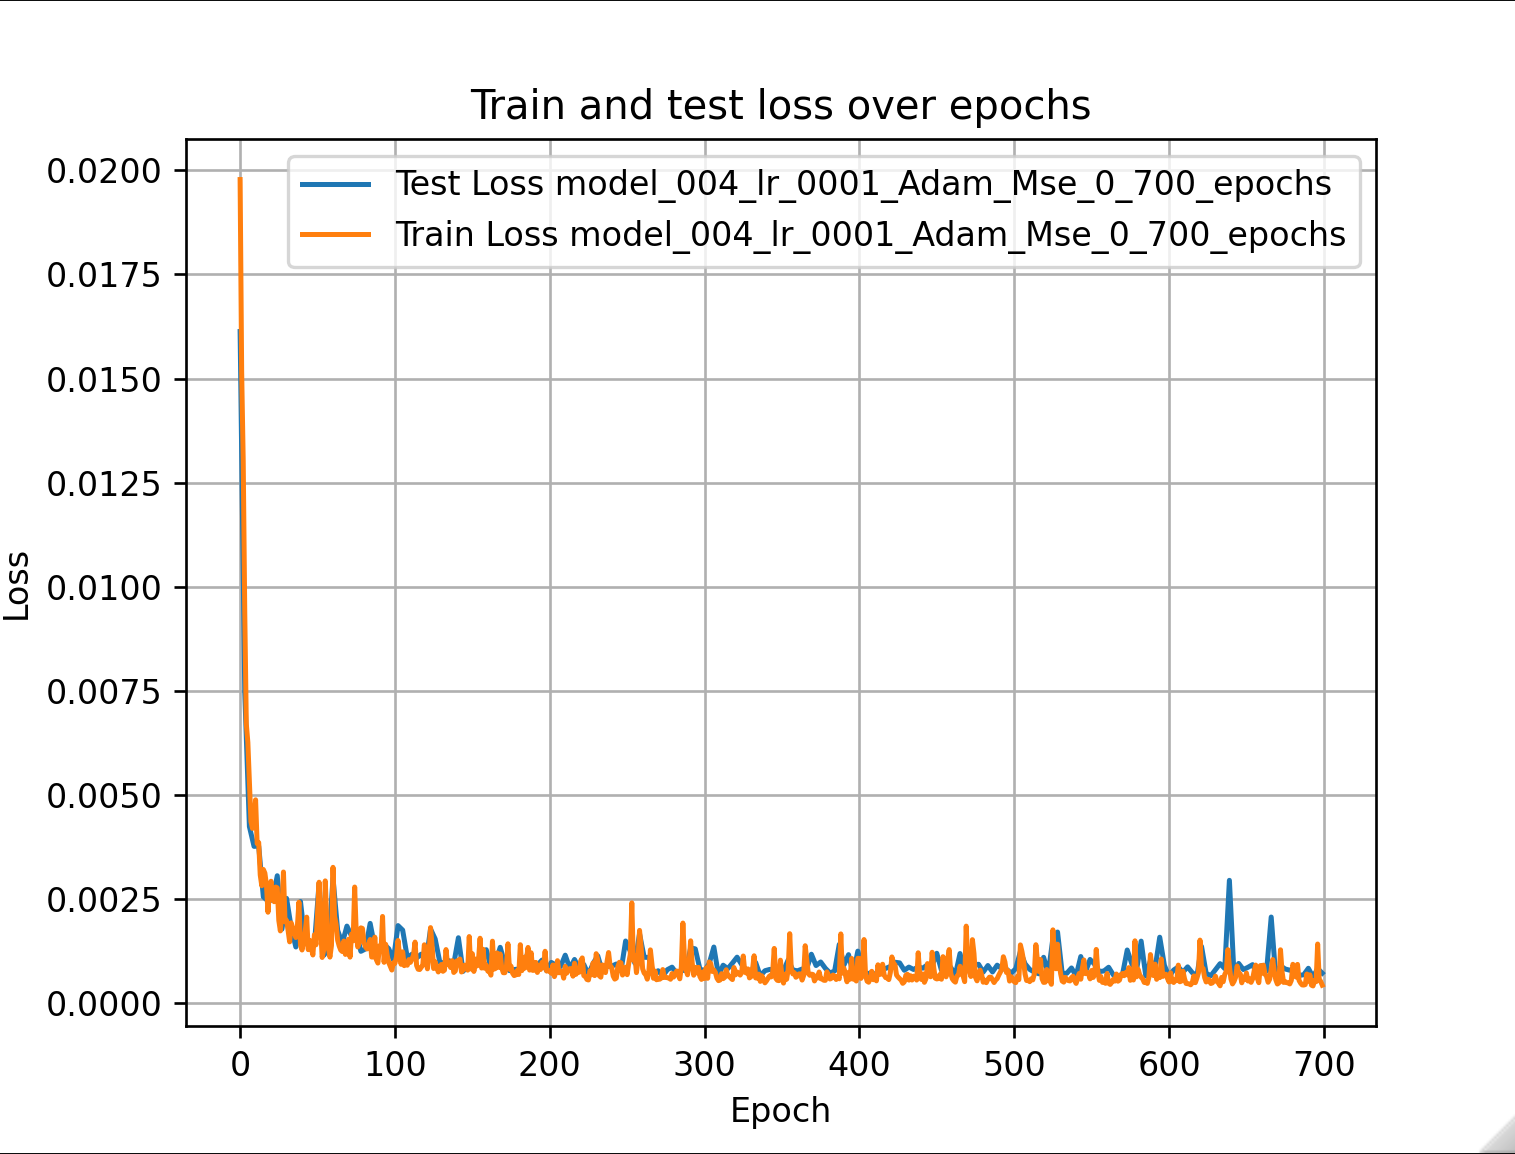 Train and test loss over epochs
Test Loss model_004_lr_0001_Adam_Mse_0_700_epochs
Train Loss model_004_lr_0001_Adam_Mse_0_700_epochs
0.0200
0.0175
0.0150
0.0125
0.0100
0.0075
0.0050
0.0025
0.0000
Loss
0 100 200 300 400 500 600 700
Epoch